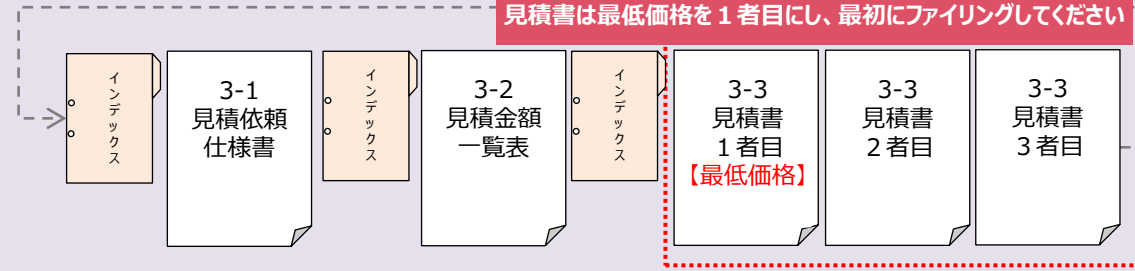 見積書は最低価格を１者目にし、最初にファイリングしてください
インデックス
3-1
見積依頼
仕様書
インデックス
3-2
見積金額
一覧表
インデックス
3-3
見積書
１者目
【最低価格】
3-3
見積書
２者目
3-3
見積書
３者目